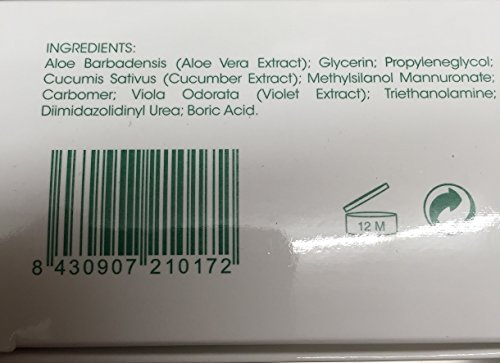 INGREDIENTS:
Aloe Barbadensis (Aloe Vera Extract); Glycerin; Propyleneglycol;
Cucumis Sativus (Cucumber Extract); Methylsilanol Mannuronate;
Carbomer; Viola Odorata (Violet Extract); Triethanolamine;
Diimidazolidinyl Urea; Boric Acid.
12 M
8 430907 210172